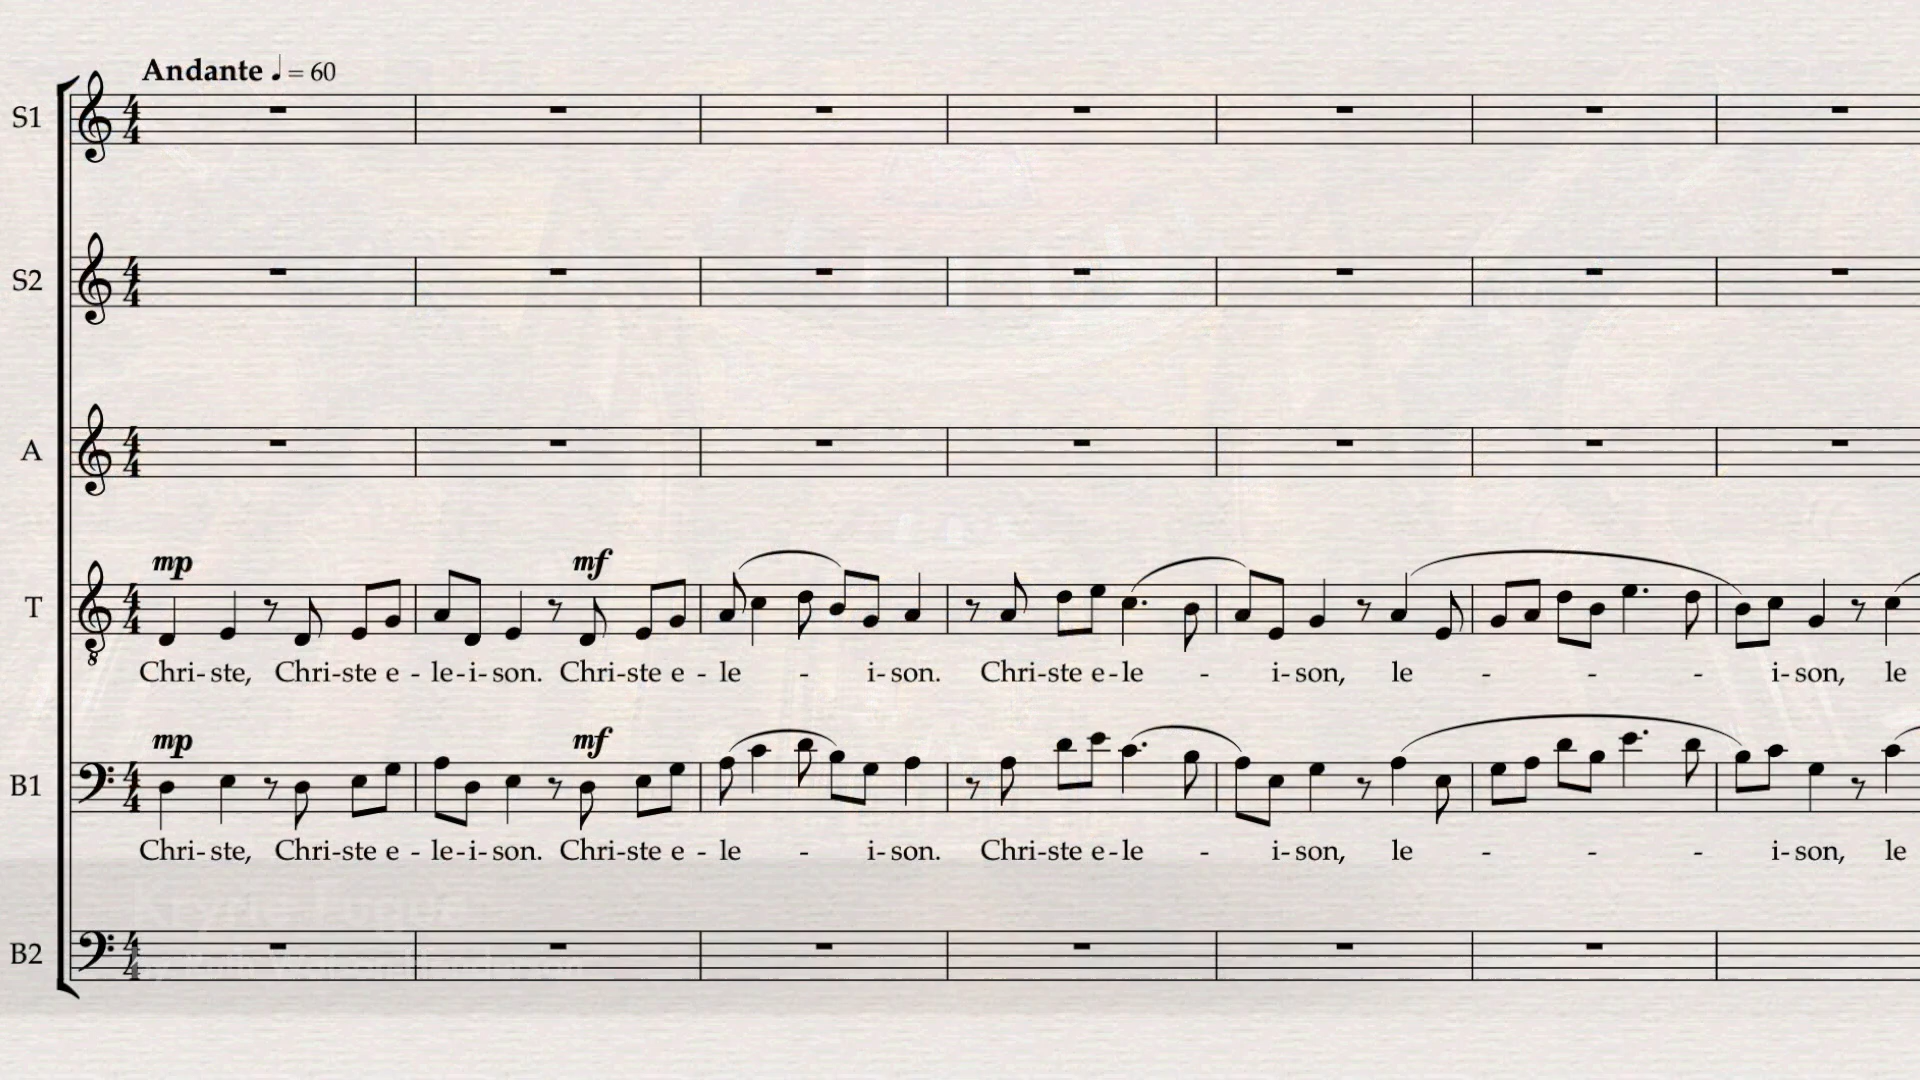 Andante ♩ = 60
S1
S2
A
mp mf
T
Chri-ste, Chri-ste e-le-i-son. Chri-ste e-le - i-son. Chri-ste e-le - i-son, le - - - i-son, le
mp mf
B1
Chri-ste, Chri-ste e-le-i-son. Chri-ste e-le - i-son. Chri-ste e-le - i-son, le - - - i-son, le
B2